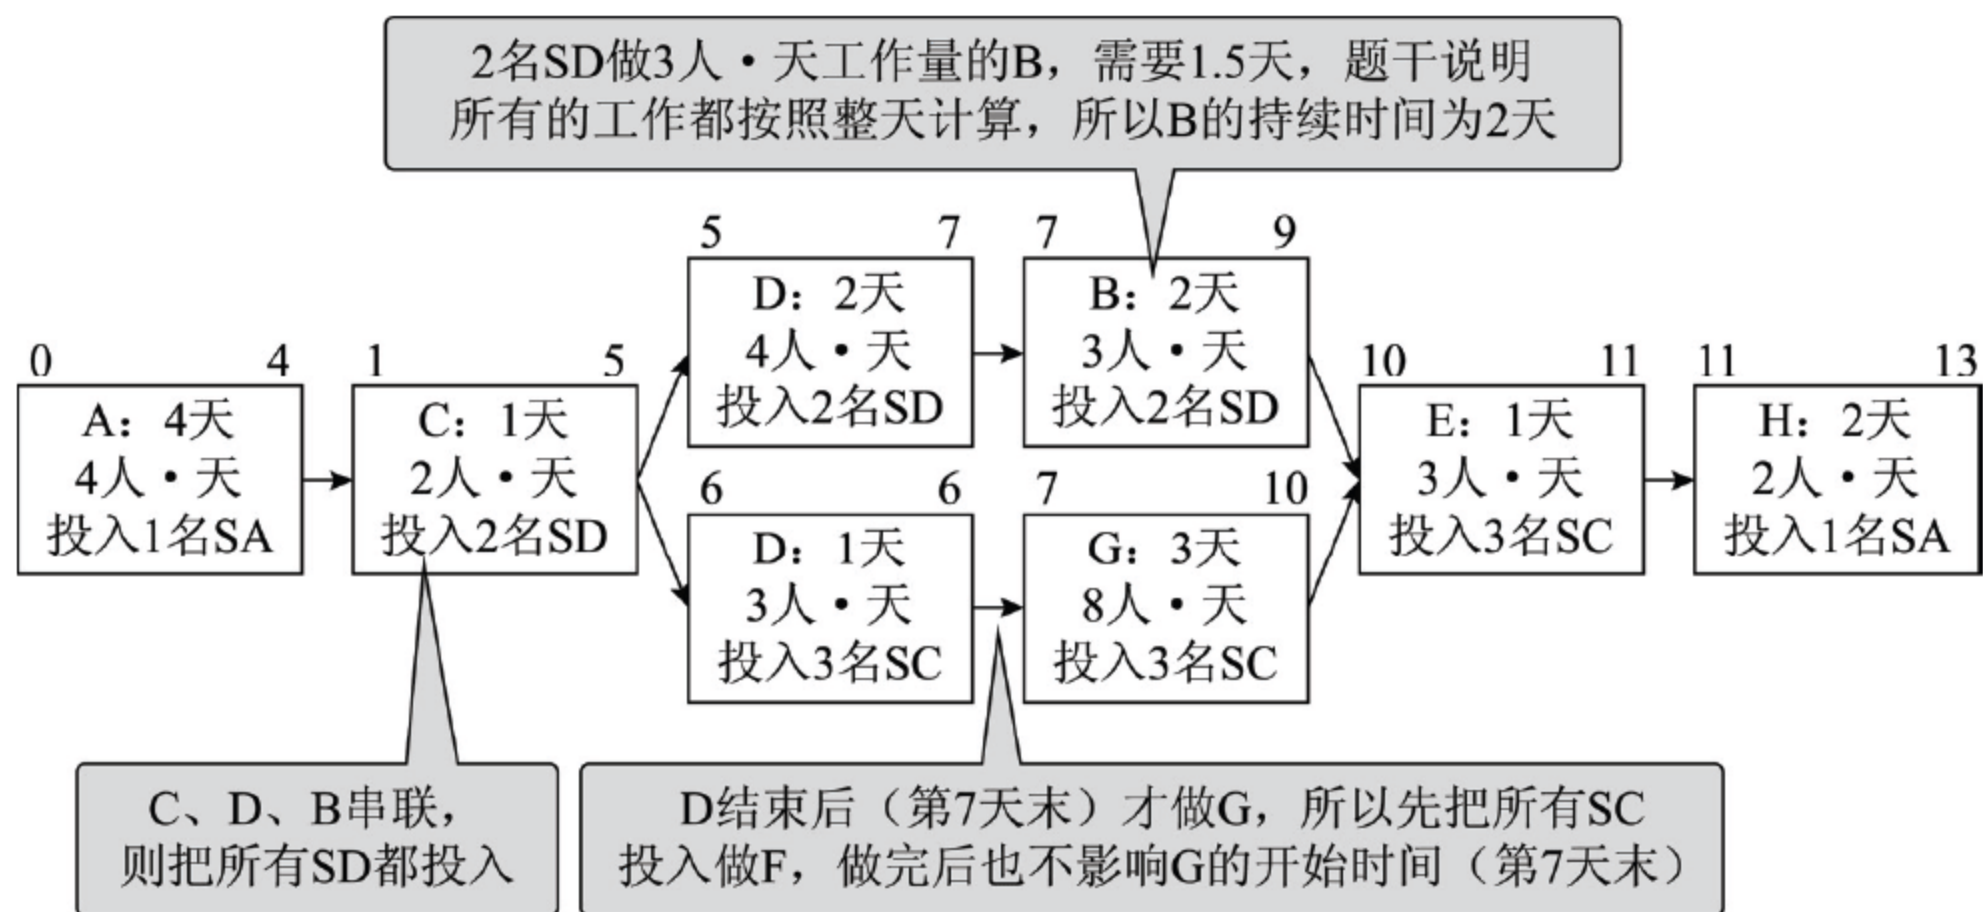 2名SD做3人·天工作量的B，需要1.5天，题干说明
所有的工作都按照整天计算，所以B的持续时间为2天
0 4
A：4天
4人·天
投入1名SA
1 5
C：1天
2人·天
投入2名SD
5 7
D：2天
4人·天
投入2名SD
7 9
B：2天
3人·天
投入2名SD
6 6
D：1天
3人·天
投入3名SC
7 10
G：3天
8人·天
投入3名SC
10 11
E：1天
3人·天
投入3名SC
11 13
H：2天
2人·天
投入1名SA
C、D、B串联，
则把所有SD都投入
D结束后（第7天末）才做G，所以先把所有SC
投入做F，做完后也不影响G的开始时间（第7天末）